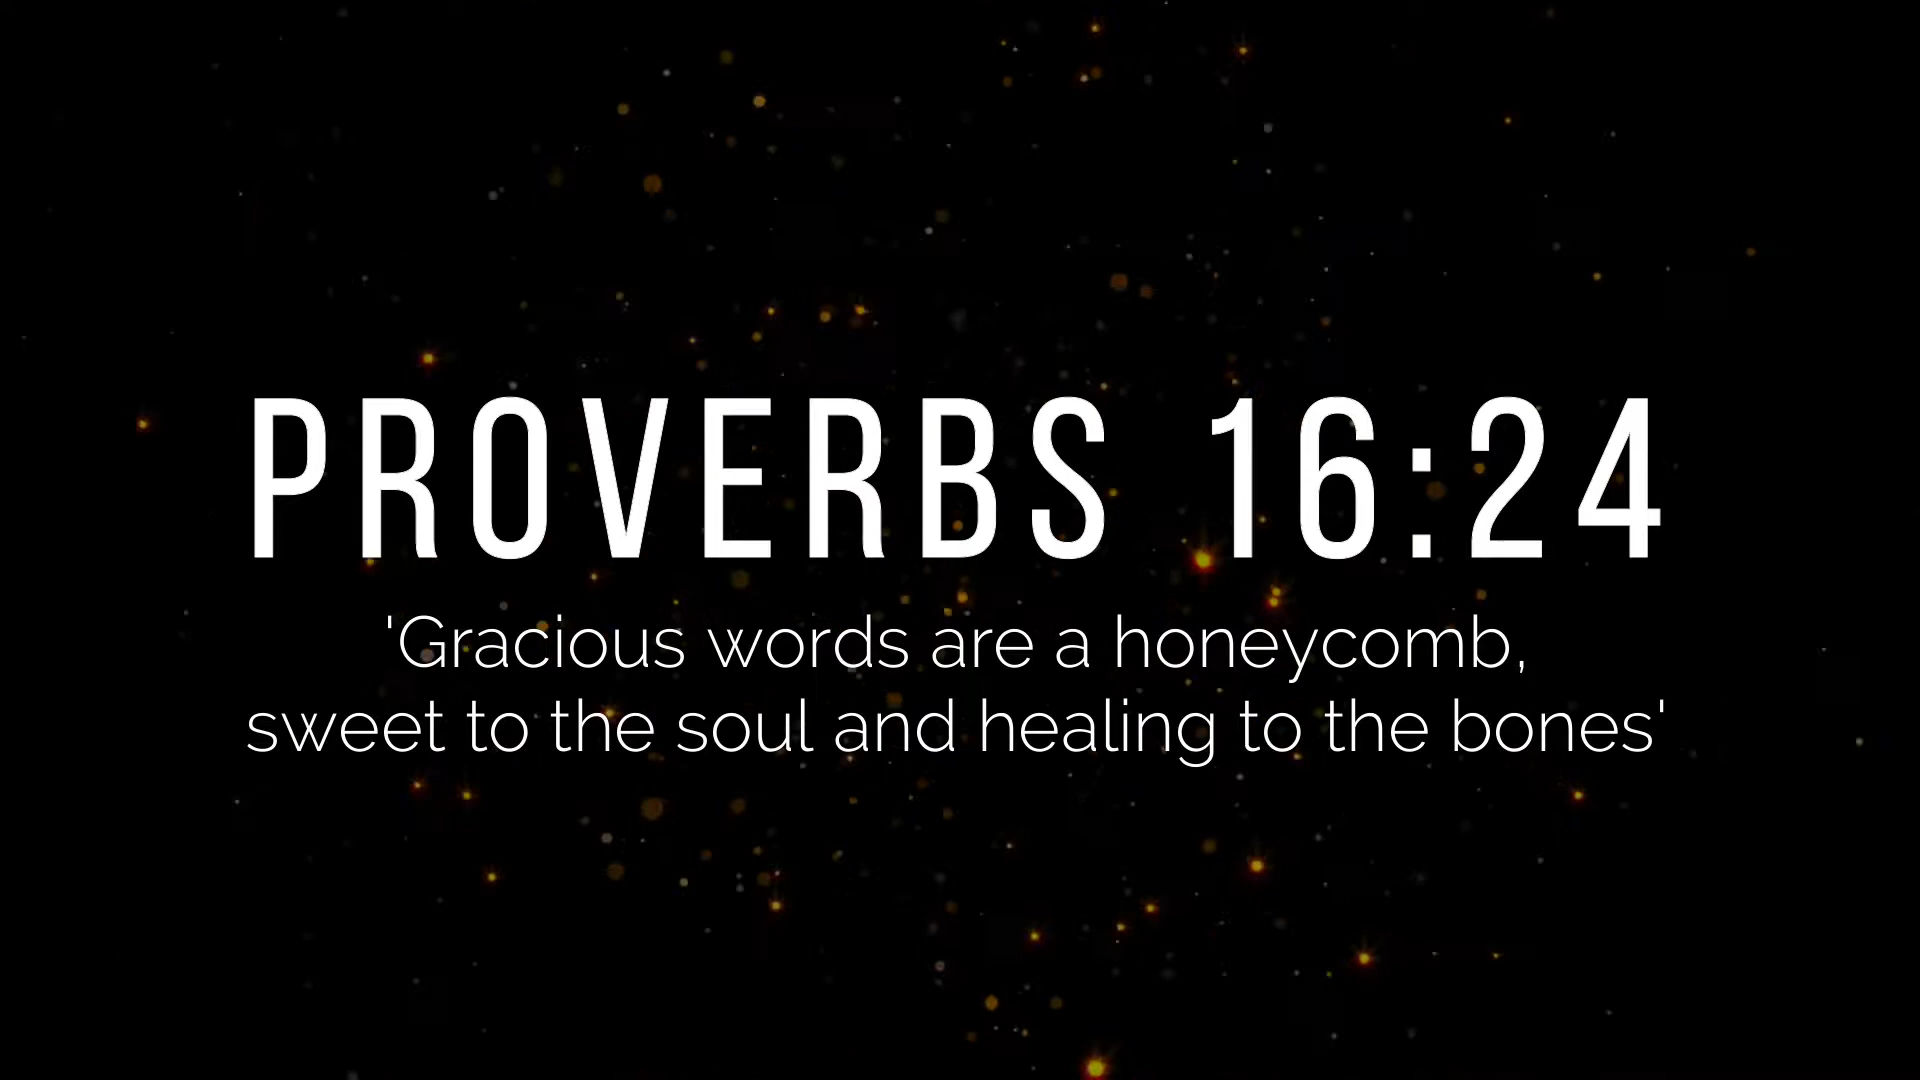 PROVERBS 16:24
'Gracious words are a honeycomb,
sweet to the soul and healing to the bones'